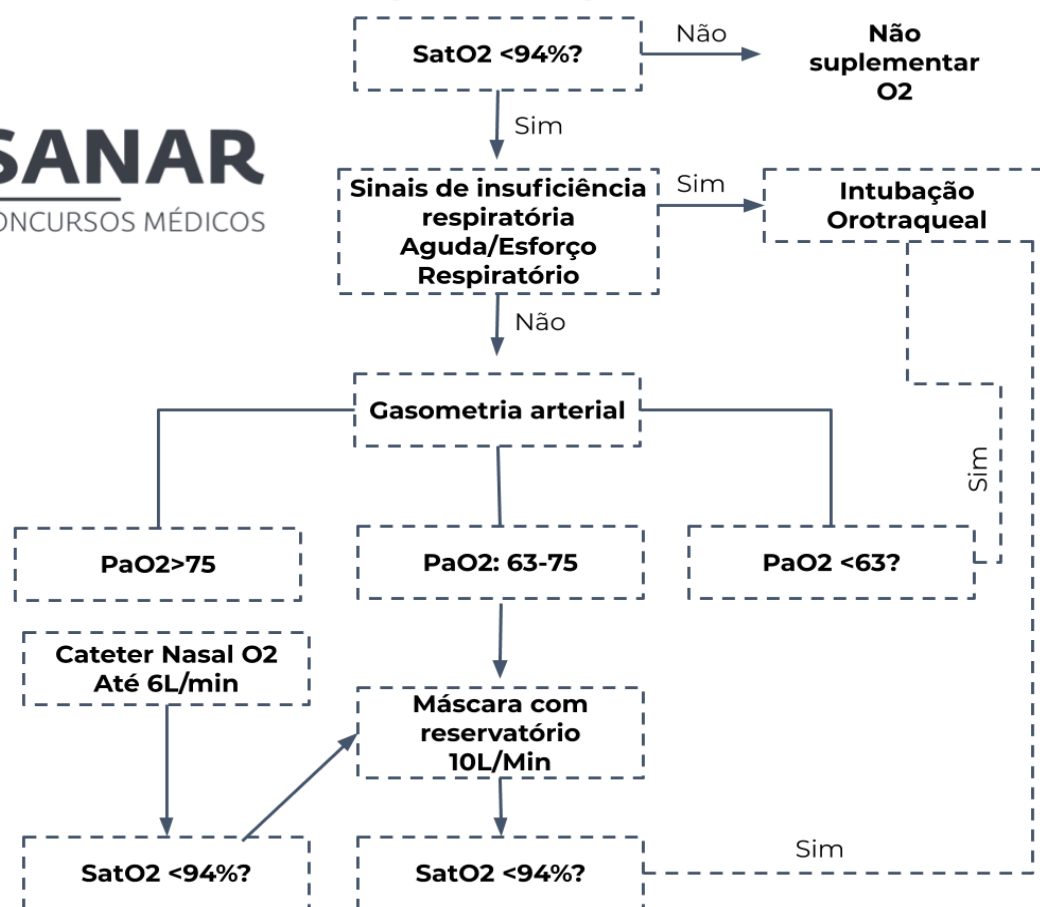 SatO2 <94%?
Não
Não
suplementar
O2
Sim
SANAR
CONCURSOS MÉDICOS
Sinais de insuficiência
respiratória
Aguda/Esforço
Respiratório
Sim
Intubação
Orotraqueal
Não
Gasometria arterial
Sim
PaO2>75
PaO2: 63-75
PaO2 <63?
Cateter Nasal O2
Até 6L/min
Máscara com
reservatório
10L/Min
SatO2 <94%?
SatO2 <94%?
Sim